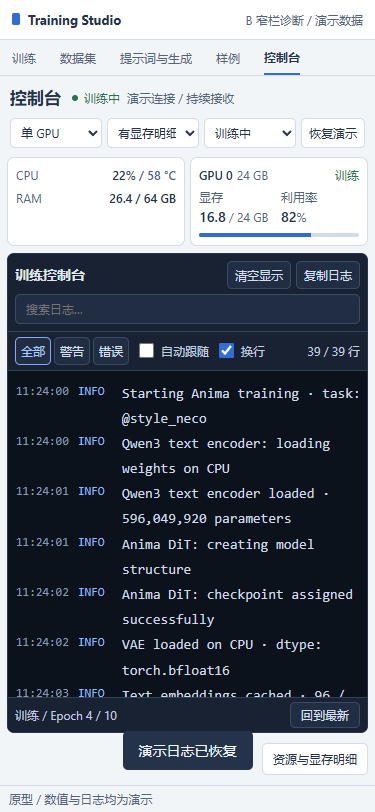 Training Studio
B 窄栏诊断 / 演示数据
训练 数据集 提示词与生成 样例 控制台
控制台 训练中 演示连接 / 持续接收
单 GPU 有显存明细 训练中 恢复演示
CPU 22% / 58 °C
RAM 26.4 / 64 GB
GPU 0 24 GB 训练
显存 利用率
16.8 / 24 GB 82%
训练控制台 清空显示 复制日志
搜索日志...
全部 警告 错误 自动跟随 换行 39 / 39 行
11:24:00 INFO Starting Anima training · task:
@style_neco
11:24:00 INFO Qwen3 text encoder: loading
weights on CPU
11:24:01 INFO Qwen3 text encoder loaded ·
596,049,920 parameters
11:24:01 INFO Anima DiT: creating model
structure
11:24:02 INFO Anima DiT: checkpoint assigned
successfully
11:24:02 INFO VAE loaded on CPU · dtype:
torch.bfloat16
11:24:03 INFO Text embeddings cached · 96 /
训练 / Epoch 4 / 10 回到最新
演示日志已恢复
资源与显存明细
原型 / 数值与日志均为演示